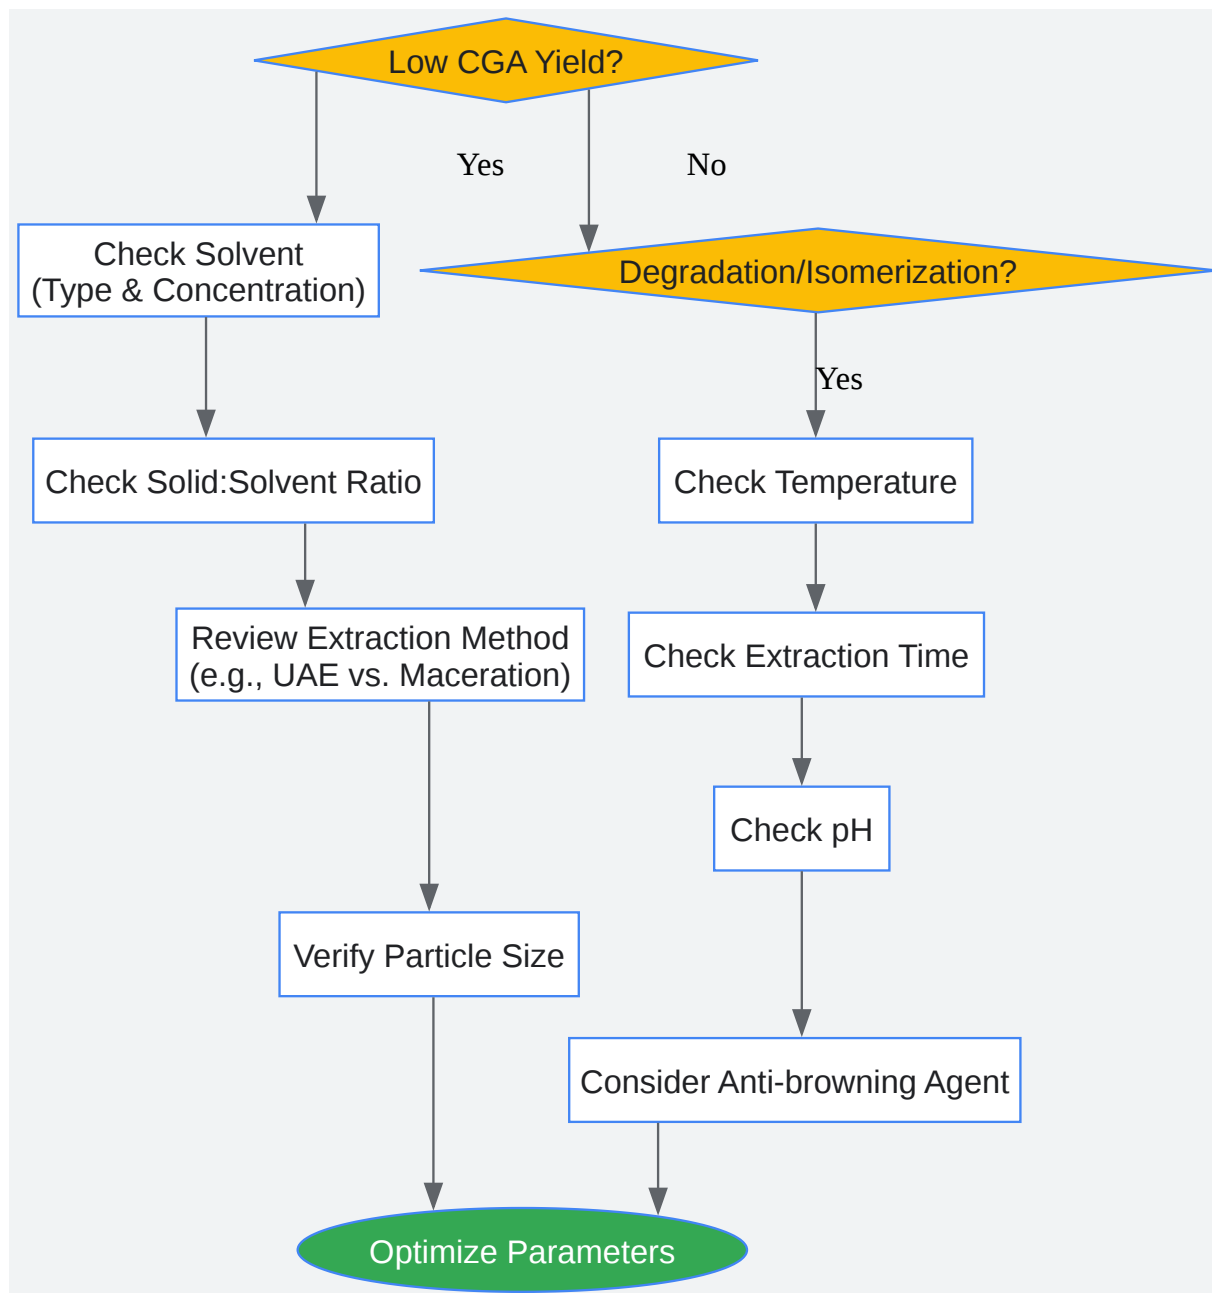 Low CGA Yield?
Yes
No
Check Solvent
(Type & Concentration)
Degradation/Isomerization?
Yes
Check Solid:Solvent Ratio
Check Temperature
Review Extraction Method
(e.g., UAE vs. Maceration)
Check Extraction Time
Check pH
Verify Particle Size
Consider Anti-browning Agent
Optimize Parameters